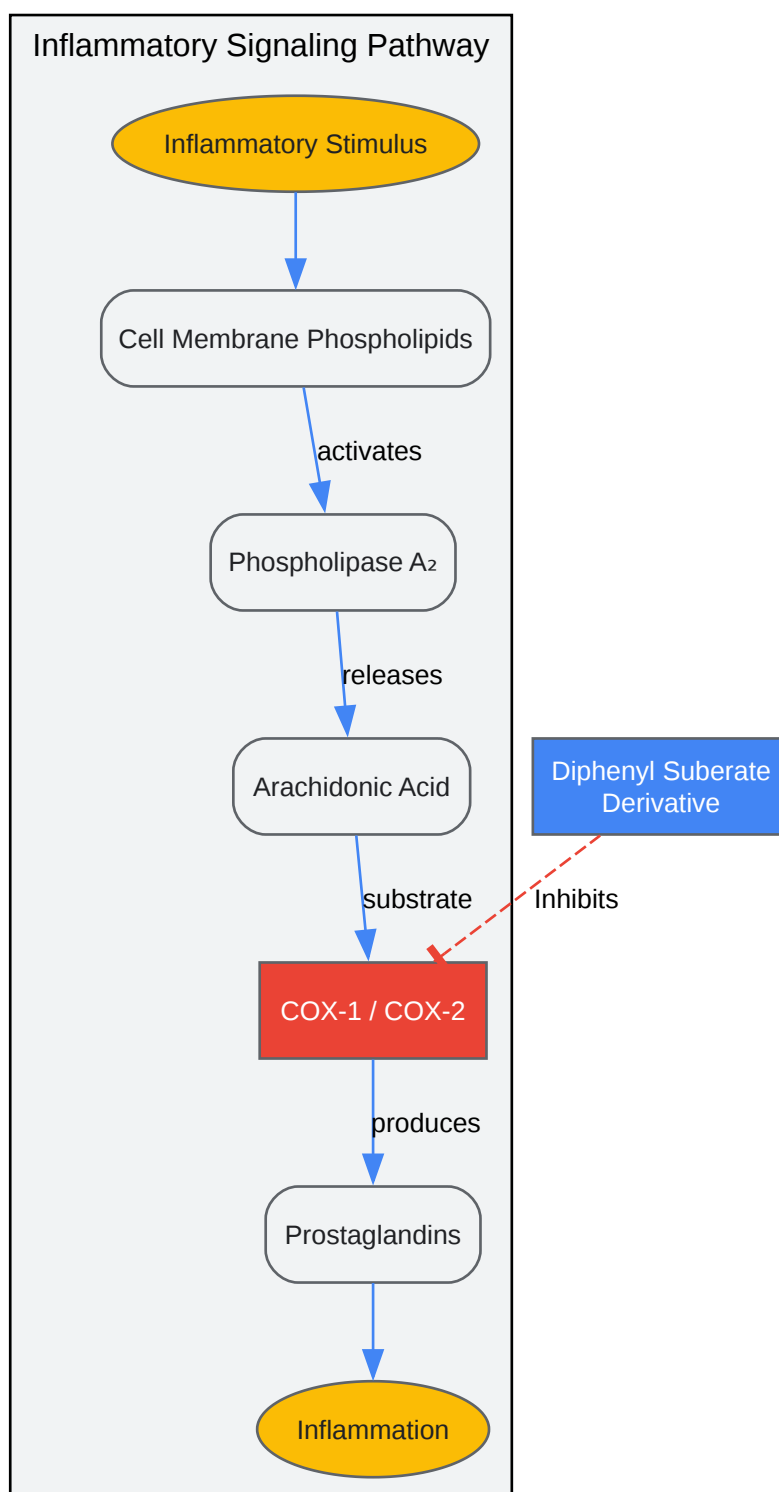 Inflammatory Signaling Pathway
Inflammatory Stimulus
Cell Membrane Phospholipids
activates
Phospholipase A₂
releases
Arachidonic Acid
Diphenyl Suberate
Derivative
substrate
Inhibits
COX-1 / COX-2
produces
Prostaglandins
Inflammation